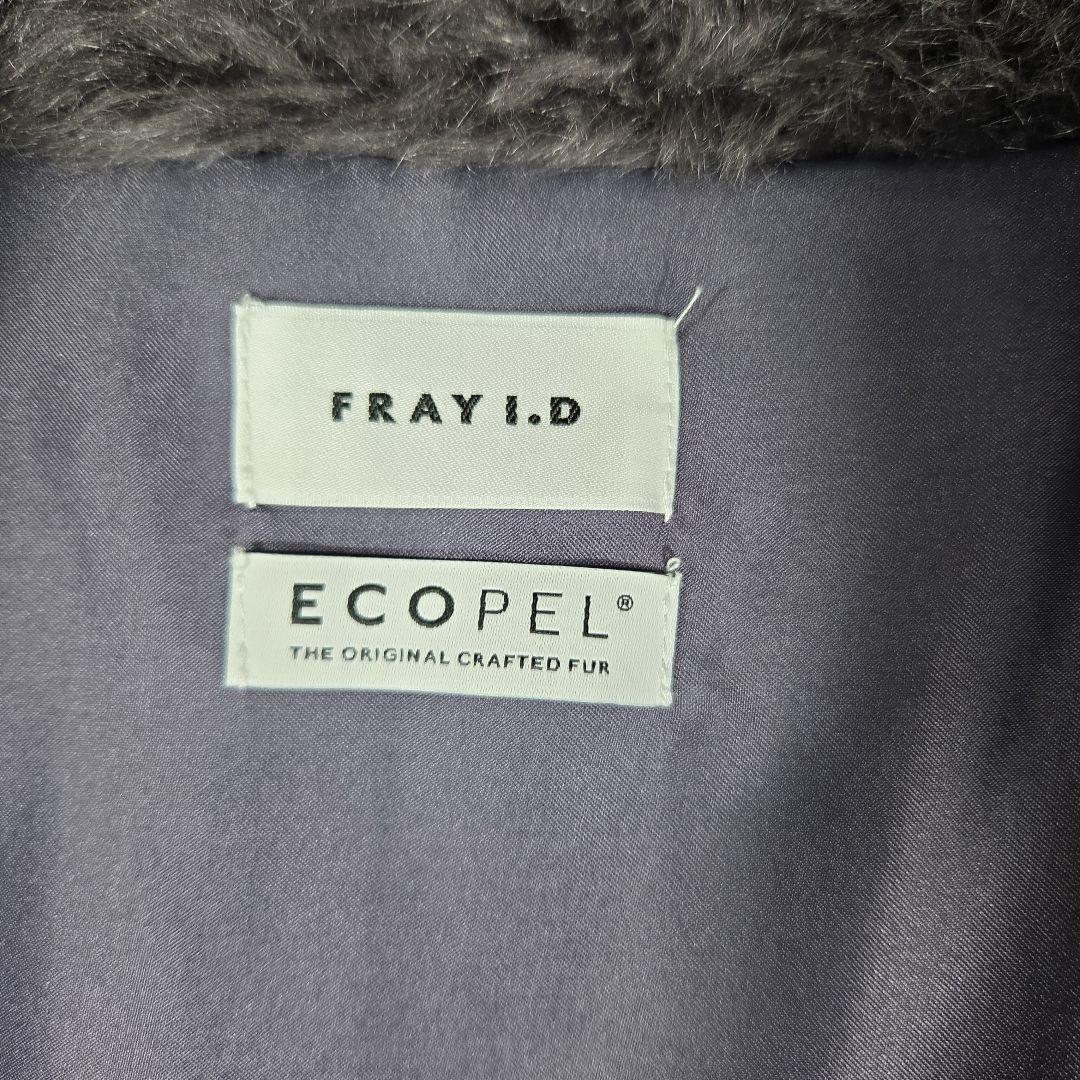 FRAY I.D
ECOPEL®
THE ORIGINAL CRAFTED FUR